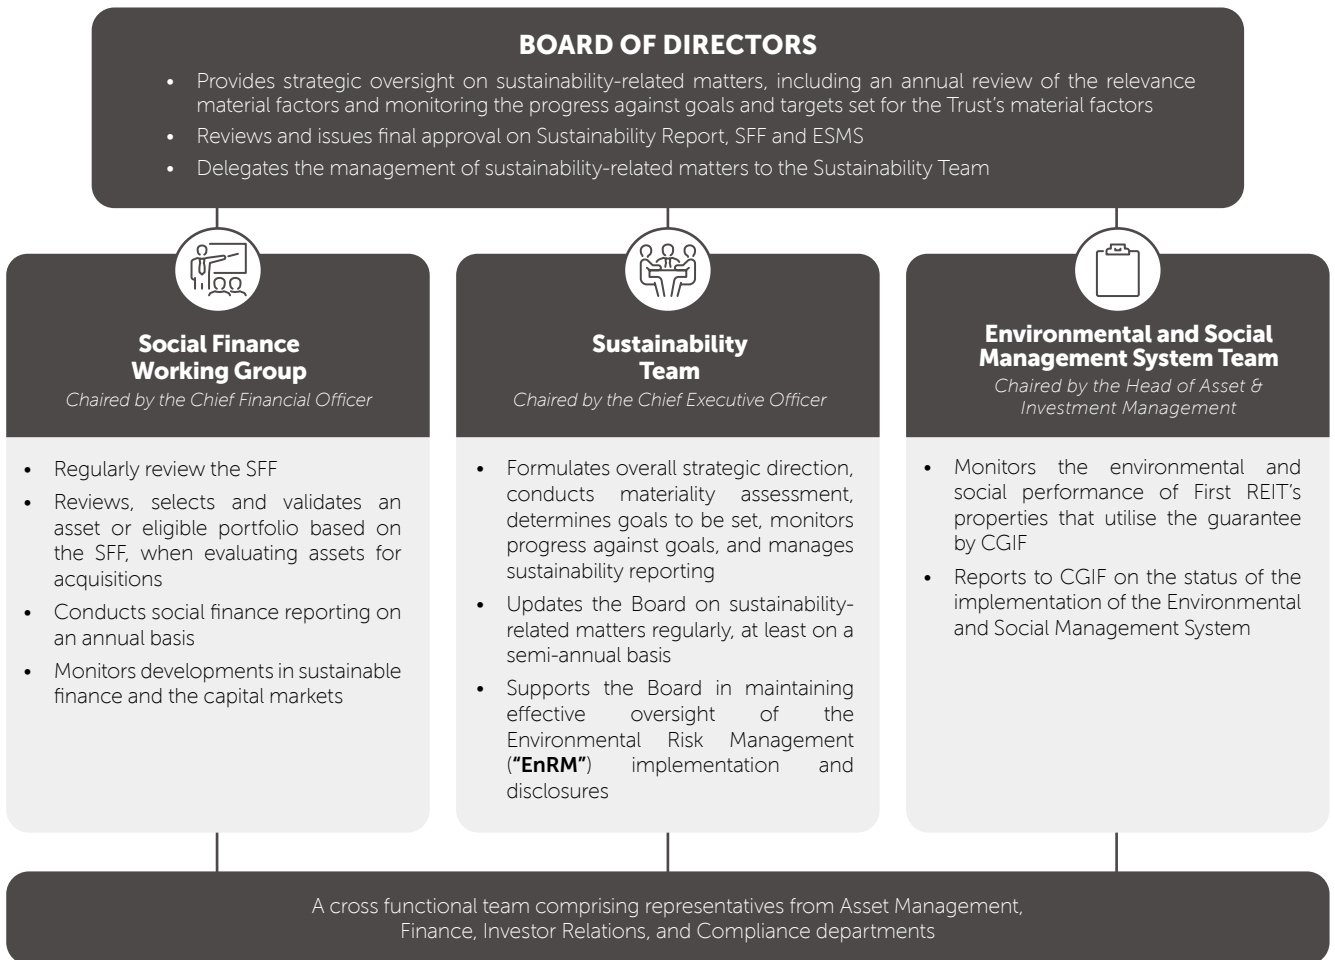 BOARD OF DIRECTORS
• Provides strategic oversight on sustainability-related matters, including an annual review of the relevance
material factors and monitoring the progress against goals and targets set for the Trust's material factors
• Reviews and issues final approval on Sustainability Report, SFF and ESMS
• Delegates the management of sustainability-related matters to the Sustainability Team
Social Finance
Working Group
Chaired by the Chief Financial Officer
• Regularly review the SFF
• Reviews, selects and validates an
asset or eligible portfolio based on
the SFF, when evaluating assets for
acquisitions
• Conducts social finance reporting on
an annual basis
• Monitors developments in sustainable
finance and the capital markets
Sustainability
Team
Chaired by the Chief Executive Officer
• Formulates overall strategic direction,
conducts materiality assessment,
determines goals to be set, monitors
progress against goals, and manages
sustainability reporting
• Updates the Board on sustainability-
related matters regularly, at least on a
semi-annual basis
• Supports the Board in maintaining
effective oversight of the
Environmental Risk Management
("EnRM") implementation and
disclosures
Environmental and Social
Management System Team
Chaired by the Head of Asset &
Investment Management
• Monitors the environmental and
social performance of First REIT's
properties that utilise the guarantee
by CGIF
• Reports to CGIF on the status of the
implementation of the Environmental
and Social Management System
A cross functional team comprising representatives from Asset Management,
Finance, Investor Relations, and Compliance departments